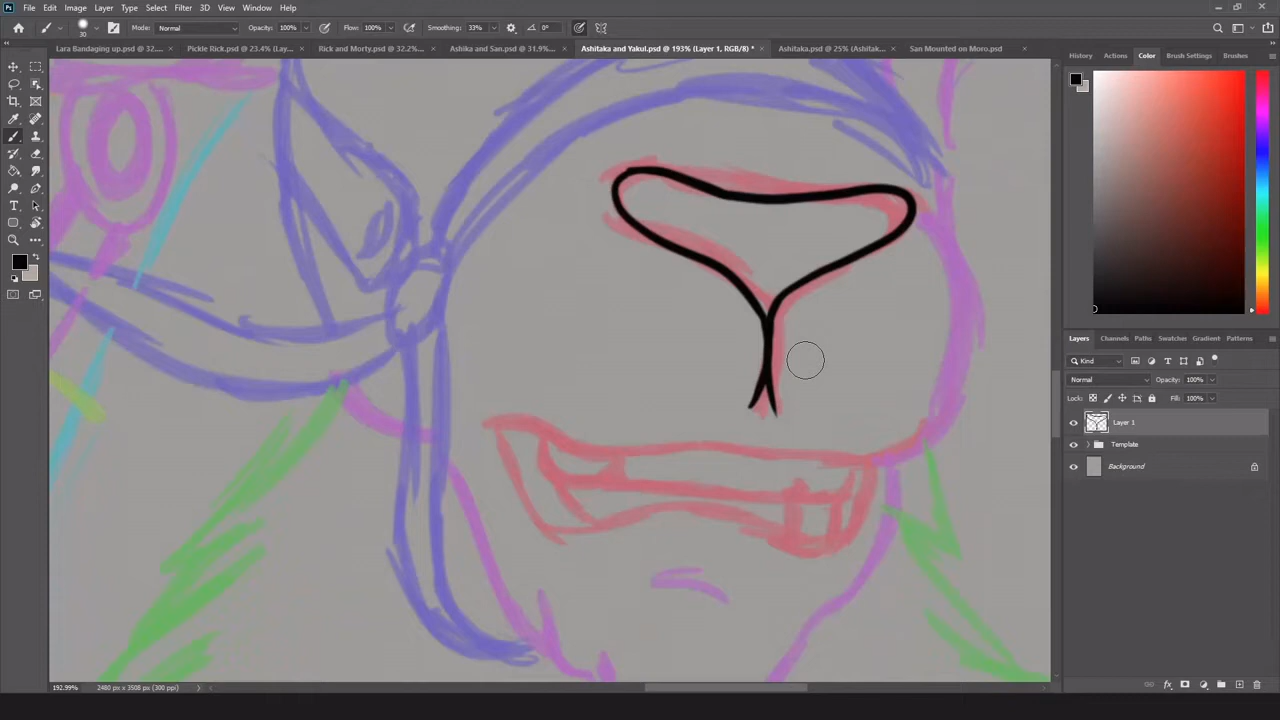 File Edit Image Layer Type Select Filter 3D View Window Help
30 Mode: Normal Opacity: 100% Flow: 100% Smoothing: 33% 0°
Lara Bandaging up.psd @ 32.... × Pickle Rick.psd @ 23.4% (Lay... × Rick and Morty.psd @ 32.2%... × Ashika and San.psd @ 31.9%... × Ashitaka and Yakul.psd @ 193% (Layer 1, RGB/8) * × Ashitaka.psd @ 25% (Ashitak... × San Mounted on Moro.psd ×
History Actions Color Brush Settings Brushes
Layers Channels Paths Swatches Gradient Patterns
Kind
Normal Opacity: 100%
Lock: Fill: 100%
Layer 1
Template
Background
192.99% 2480 px x 3508 px (300 ppi)